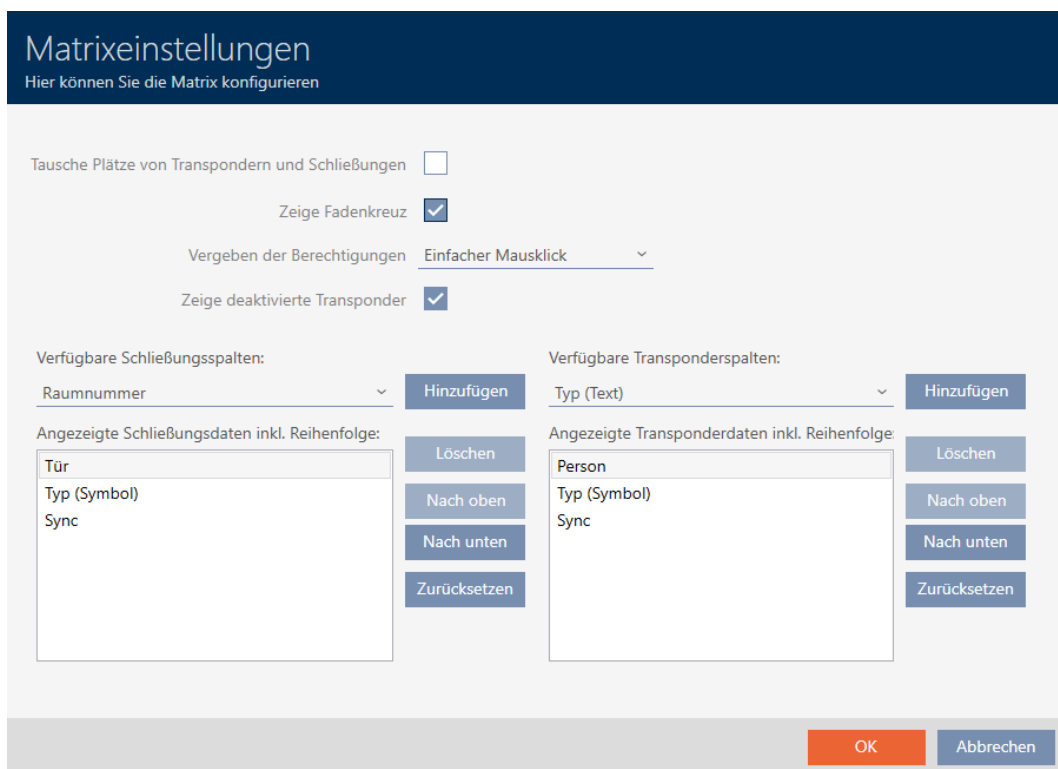 Matrixeinstellungen
Hier können Sie die Matrix konfigurieren
Tausche Plätze von Transpondern und Schließungen
Zeige Fadenkreuz
Vergeben der Berechtigungen Einfacher Mausklick
Zeige deaktivierte Transponder
Verfügbare Schließungsspalten:
Raumnummer Hinzufügen
Angezeigte Schließungsdaten inkl. Reihenfolge:
Tür
Typ (Symbol)
Sync
Löschen
Nach oben
Nach unten
Zurücksetzen
Verfügbare Transponderspalten:
Typ (Text) Hinzufügen
Angezeigte Transponderdaten inkl. Reihenfolge:
Person
Typ (Symbol)
Sync
Löschen
Nach oben
Nach unten
Zurücksetzen
OK Abbrechen